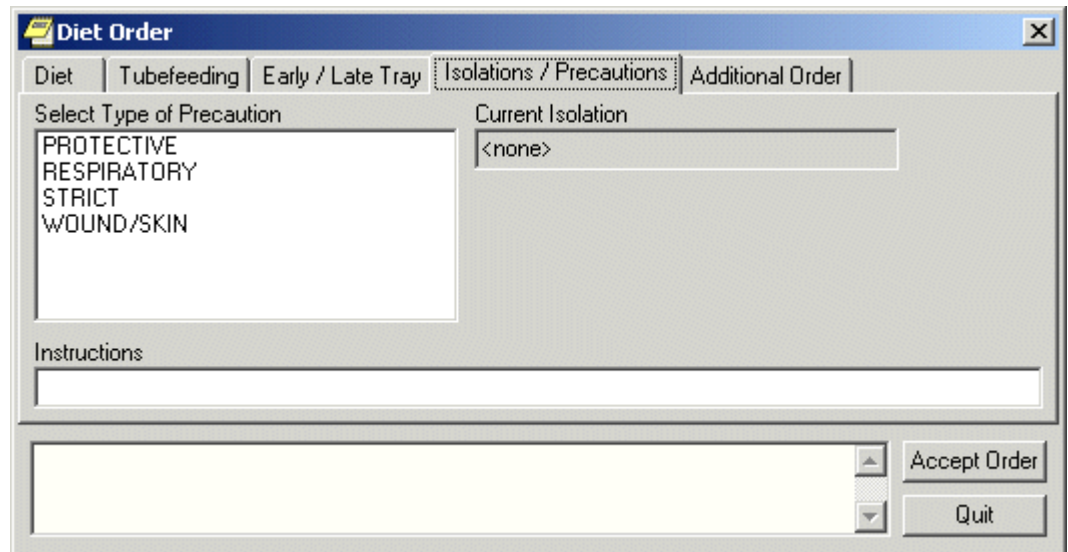 Diet Order
Diet Tubefeeding Early / Late Tray Isolations / Precautions Additional Order
Select Type of Precaution Current Isolation
PROTECTIVE <none>
RESPIRATORY
STRICT
WOUND/SKIN
Instructions
Accept Order
Quit